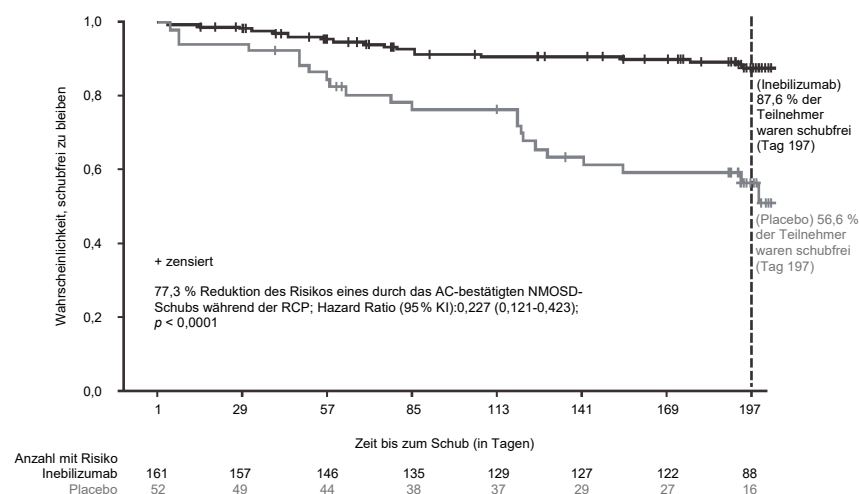 Wahrscheinlichkeit, schubfrei zu bleiben
1,0
0,8
0,6
0,4
0,2
0,0
(Inebilizumab)
87,6 % der
Teilnehmer
waren schubfrei
(Tag 197)
(Placebo) 56,6 %
der Teilnehmer
waren schubfrei
(Tag 197)
+ zensiert
77,3 % Reduktion des Risikos eines durch das AC-bestätigten NMOSD-
Schubs während der RCP; Hazard Ratio (95 % KI):0,227 (0,121-0,423);
p < 0,0001
1 29 57 85 113 141 169 197
Zeit bis zum Schub (in Tagen)
Anzahl mit Risiko
Inebilizumab 161 157 146 135 129 127 122 88
Placebo 52 49 44 38 37 29 27 16